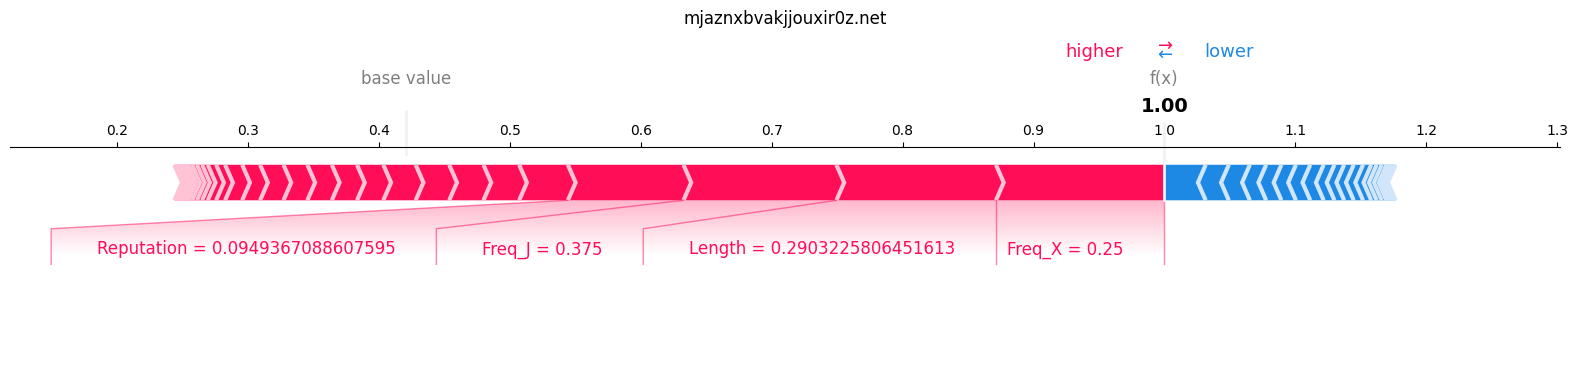 mjaznxbvakjjouxir0z.net
higher ⇄ lower
base value f(x)
1.00
0.2 0.3 0.4 0.5 0.6 0.7 0.8 0.9 1.0 1.1 1.2 1.3
Reputation = 0.0949367088607595 Freq_J = 0.375 Length = 0.2903225806451613 Freq_X = 0.25